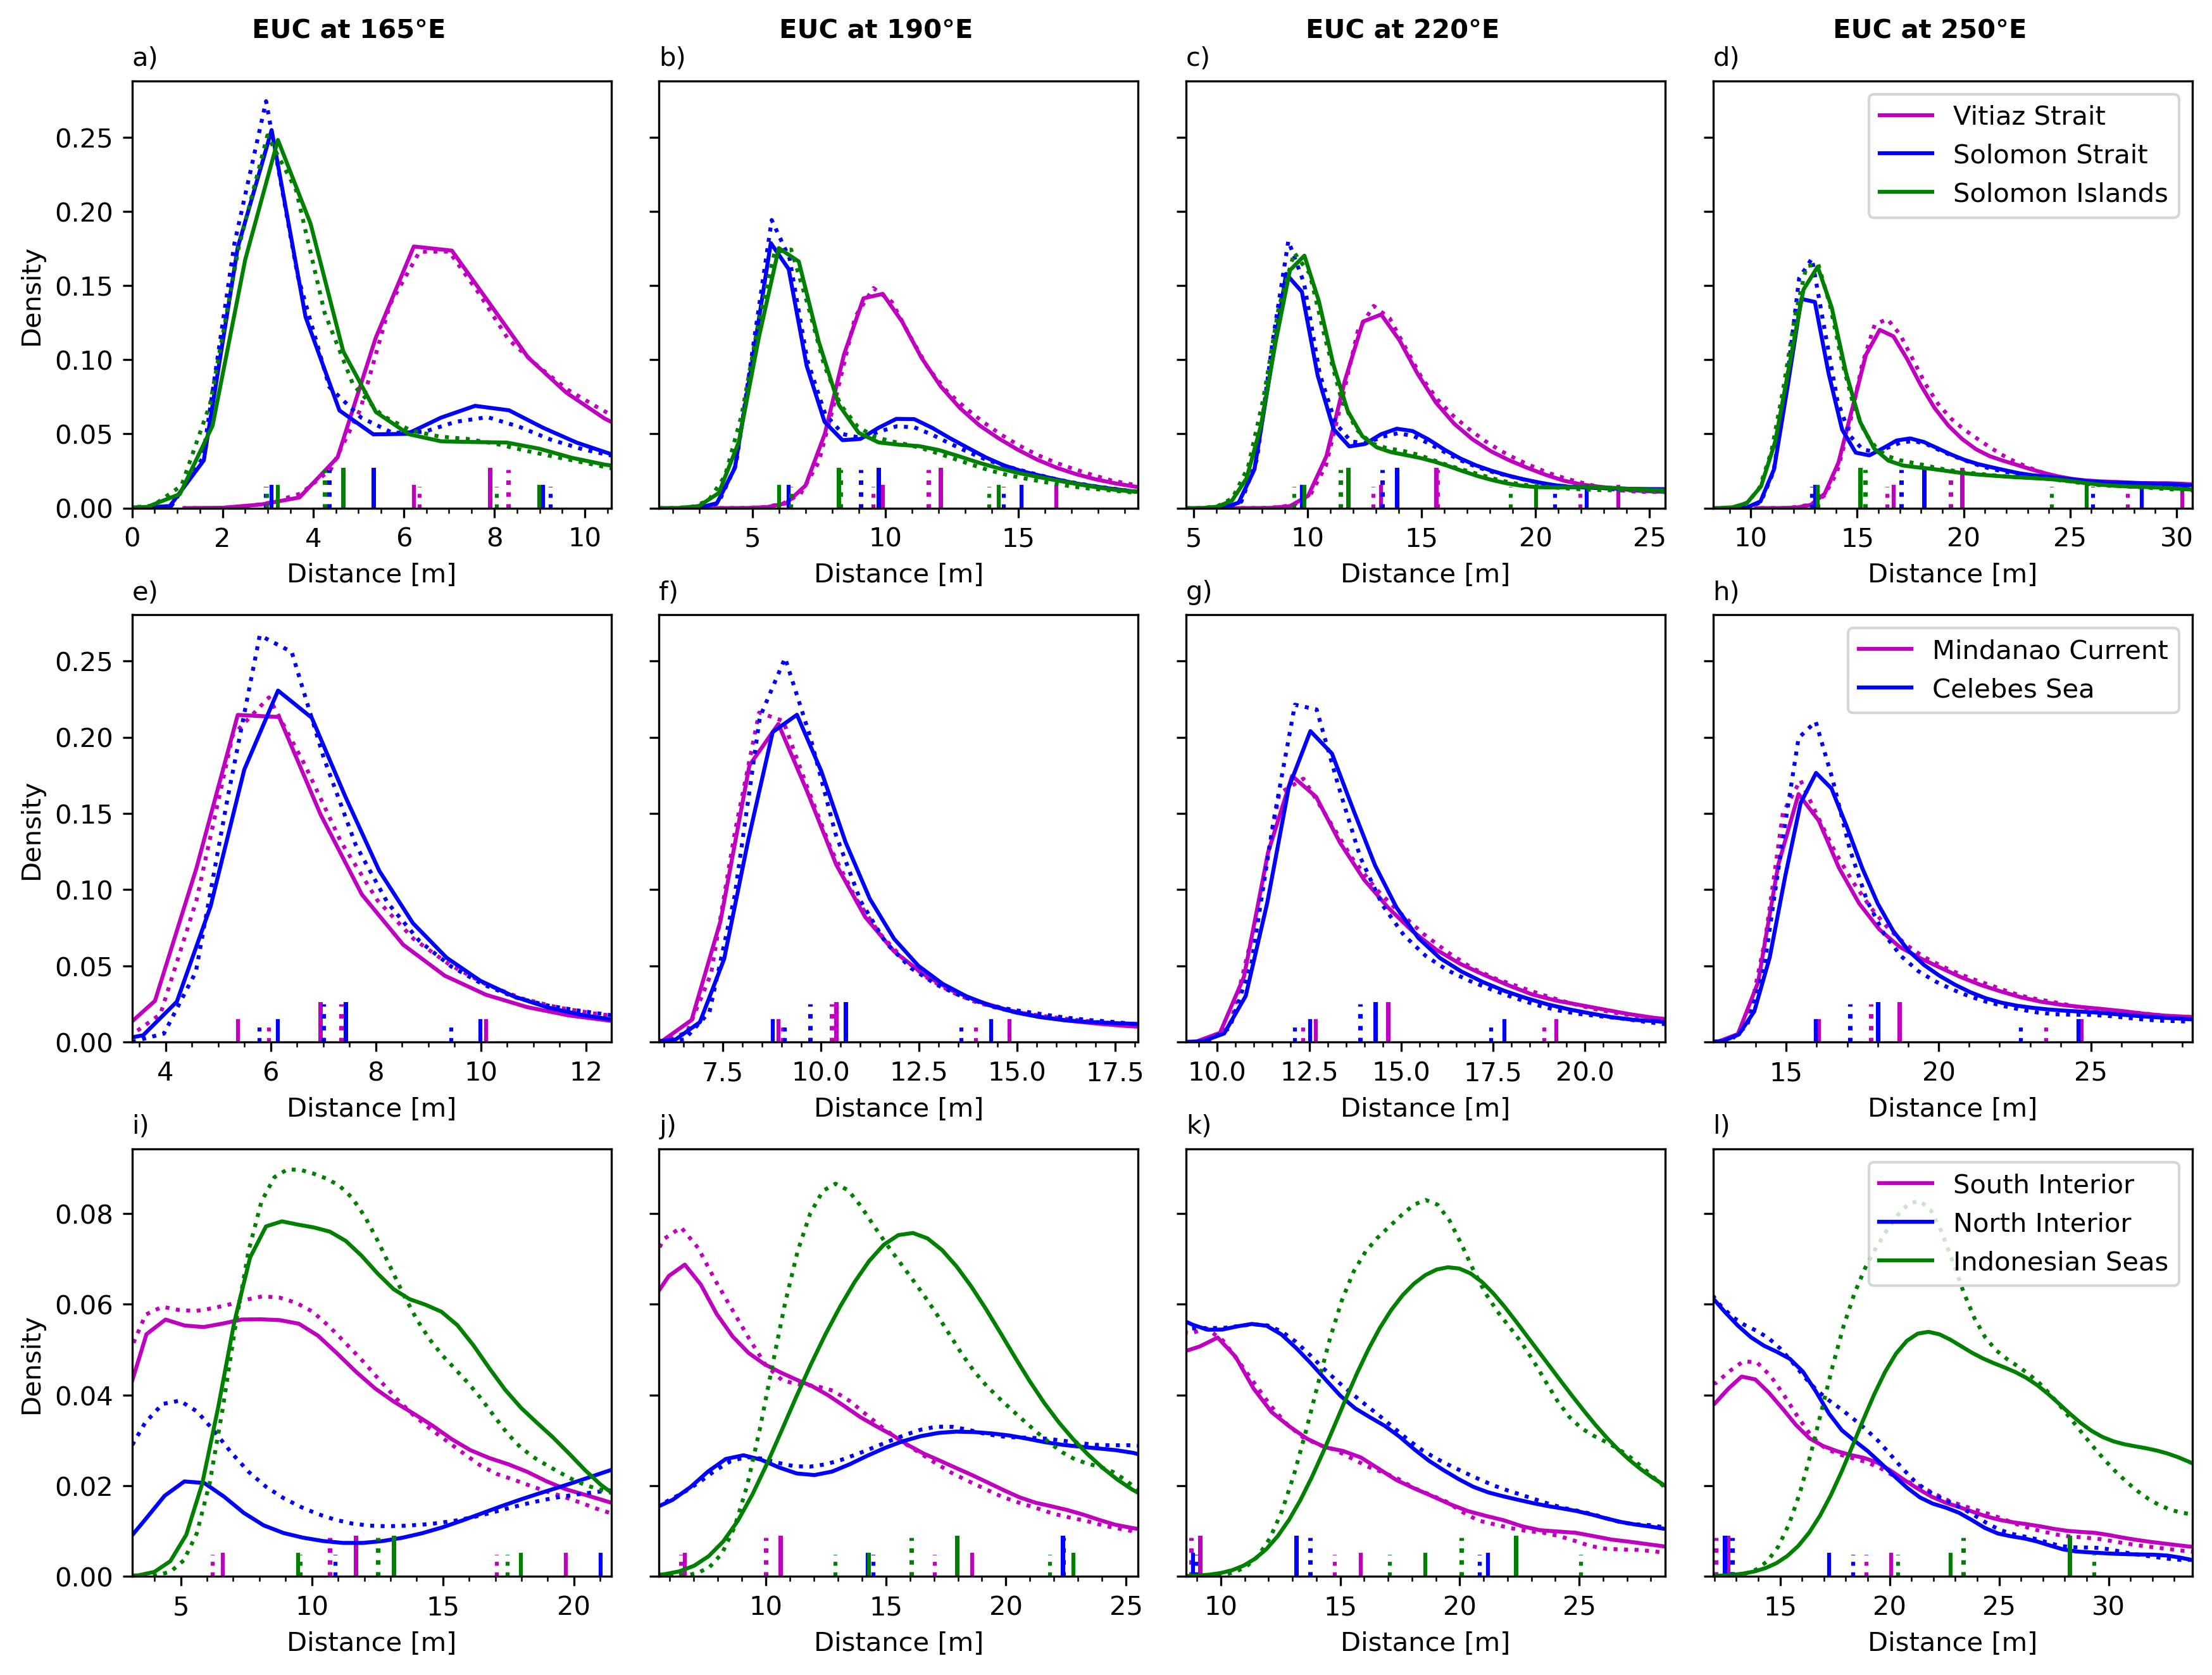 EUC at 165°E EUC at 190°E EUC at 220°E EUC at 250°E
a) b) c) d)
Density
0.25
0.20
0.15
0.10
0.05
0.00
Vitiaz Strait
Solomon Strait
Solomon Islands
0 2 4 6 8 10 5 10 15 5 10 15 20 25 10 15 20 25 30
Distance [m] Distance [m] Distance [m] Distance [m]
e) f) g) h)
Density
0.25
0.20
0.15
0.10
0.05
0.00
Mindanao Current
Celebes Sea
4 6 8 10 12 7.5 10.0 12.5 15.0 17.5 10.0 12.5 15.0 17.5 20.0 15 20 25
Distance [m] Distance [m] Distance [m] Distance [m]
i) j) k) l)
Density
0.08
0.06
0.04
0.02
0.00
South Interior
North Interior
Indonesian Seas
5 10 15 20 10 15 20 25 10 15 20 25 15 20 25 30
Distance [m] Distance [m] Distance [m] Distance [m]